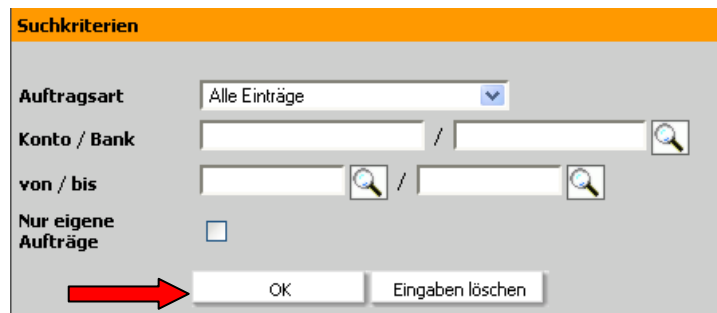 Suchkriterien
Auftragsart Alle Einträge
Konto / Bank /
von / bis /
Nur eigene
Aufträge
OK Eingaben löschen